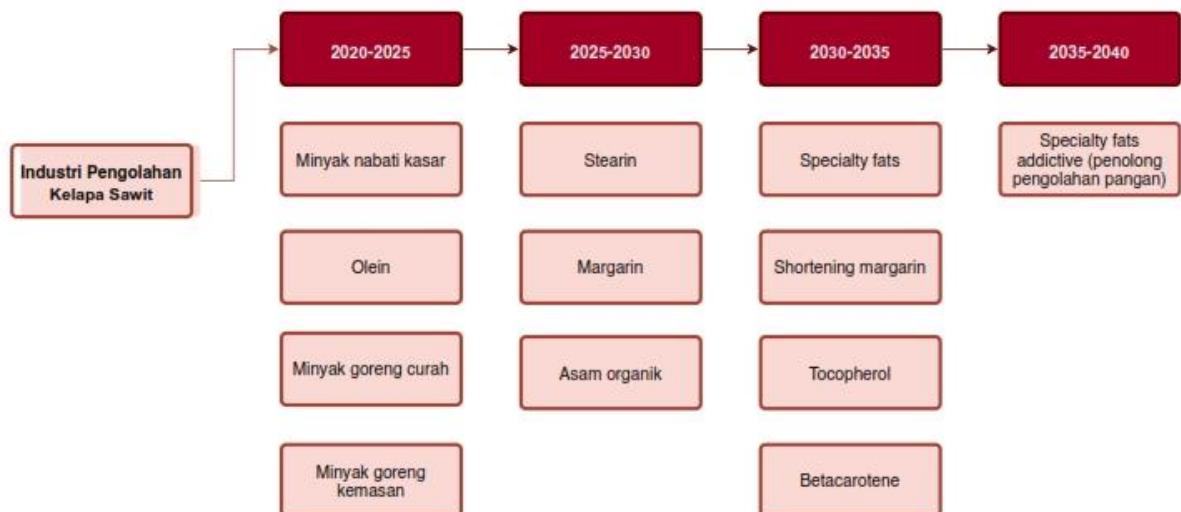 2020-2025
2025-2030
2030-2035
2035-2040
Industri Pengolahan
Kelapa Sawit
Minyak nabati kasar
Stearin
Specialty fats
Specialty fats
addictive (penolong
pengolahan pangan)
Olein
Margarin
Shortening margarin
Minyak goreng curah
Asam organik
Tocopherol
Minyak goreng
kemasan
Betacarotene